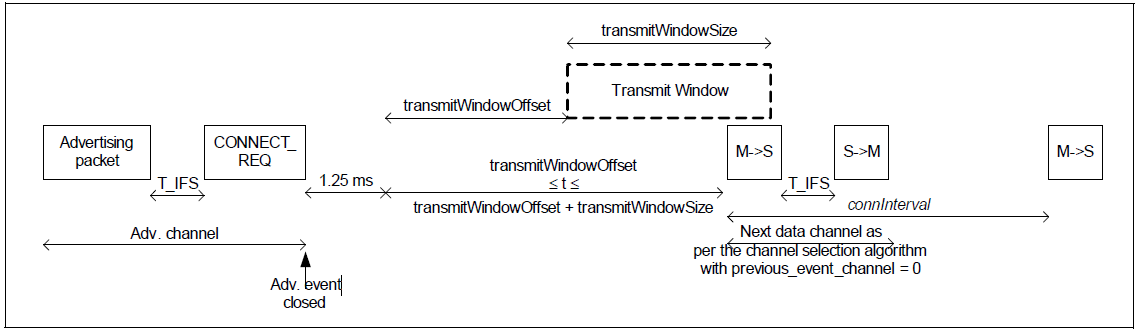 transmitWindowSize
Transmit Window
transmitWindowOffset
Advertising
packet
CONNECT_
REQ
M->S
S->M
M->S
T_IFS
1.25 ms
transmitWindowOffset
≤ t ≤
transmitWindowOffset + transmitWindowSize
T_IFS
connInterval
Adv. channel
Next data channel as
per the channel selection algorithm
with previous_event_channel = 0
Adv. event
closed